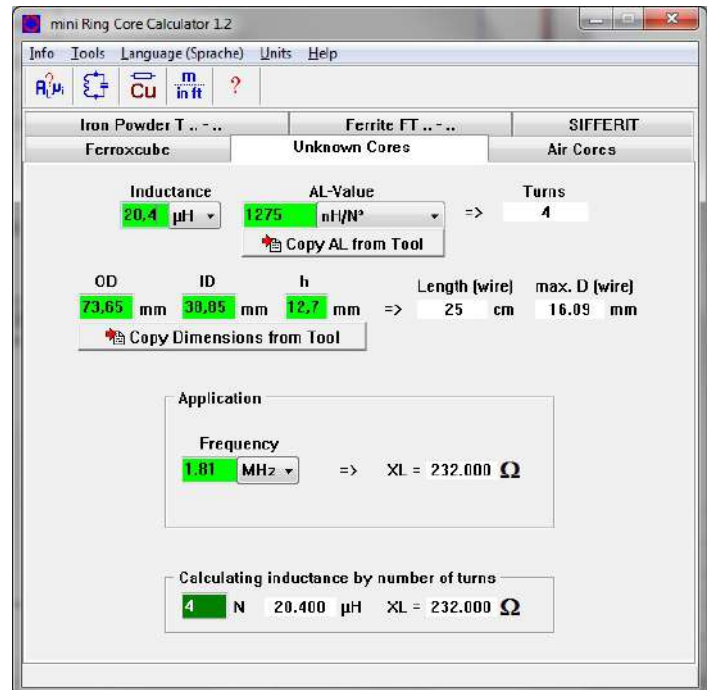 mini Ring Core Calculator 1.2
Info Tools Language (Sprache) Units Help
A(?µi Cu m in ft ?
Iron Powder T .. - .. Ferrite FT .. - .. SIFFERIT
Ferroxcube Unknown Cores Air Cores
Inductance AL-Value Turns
20,4 µH 1275 nH/N² => 4
Copy AL from Tool
OD ID h Length (wire) max. D (wire)
73,65 mm 38,85 mm 12,7 mm => 25 cm 16.09 mm
Copy Dimensions from Tool
Application
Frequency
1.81 MHz => XL = 232.000 Ω
Calculating inductance by number of turns
4 N 20.400 µH XL = 232.000 Ω